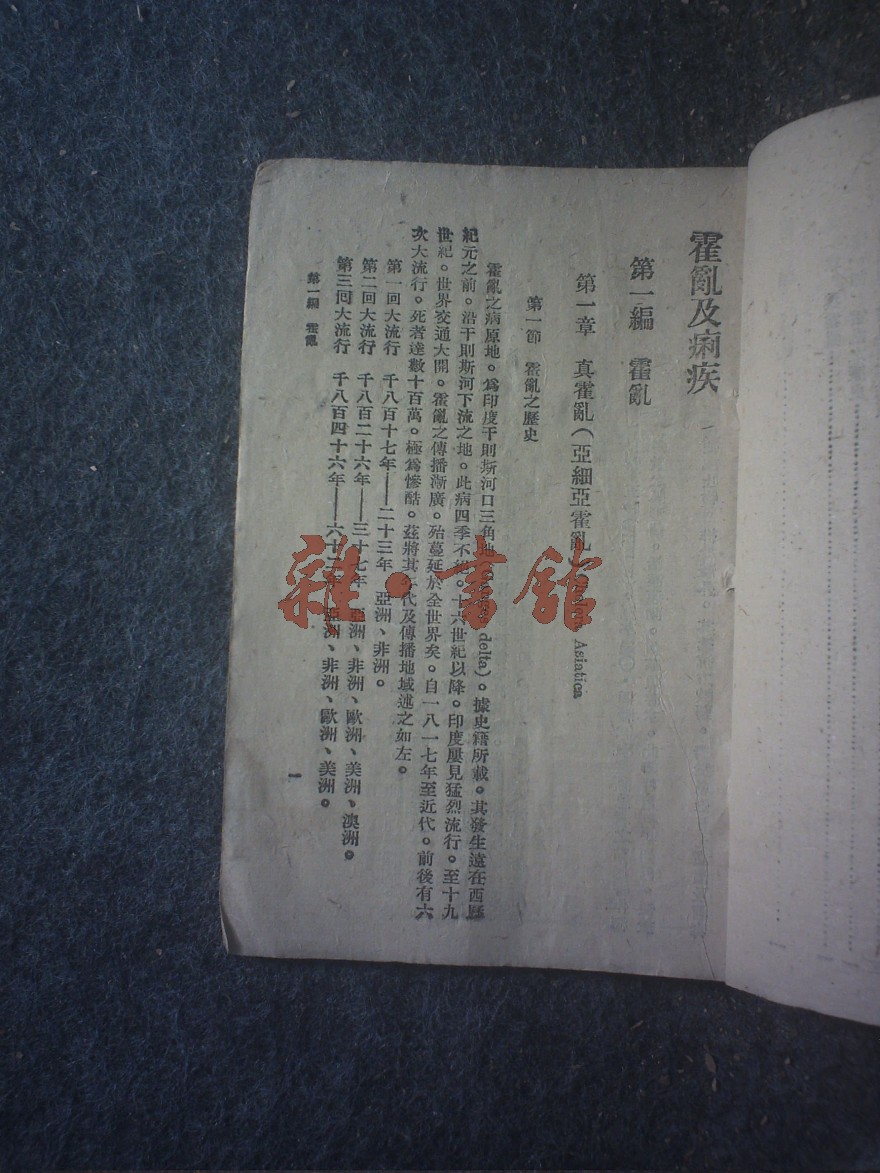 霍亂及痢疾
第一編 霍亂
第一章 真霍亂(亞細亞霍亂 Asiatica
第一節 霍亂之歷史
霍亂之病原地。爲印度干則斯河口三角 delta)。據史籍所載。其發生遠在西歷
紀元之前。沿干則斯河下流之地。此病四季不絕。十六世紀以降。印度屢見猛烈流行。至十九
世紀。世界交通大開。霍亂之傳播漸廣。殆蔓延於全世界矣。自一八一七年至近代。前後有六
次大流行。死者達數十百萬。極爲慘酷。茲將其年代及傳播地域述之如左。
第一回大流行 千八百十七年——二十三年 亞洲、非洲。
第二回大流行 千八百二十六年——三十七年 亞洲、非洲、歐洲、美洲、澳洲。
第三回大流行 千八百四十六年——六十 亞洲、非洲、歐洲、美洲。
第一編 霍亂
一
雜·書館